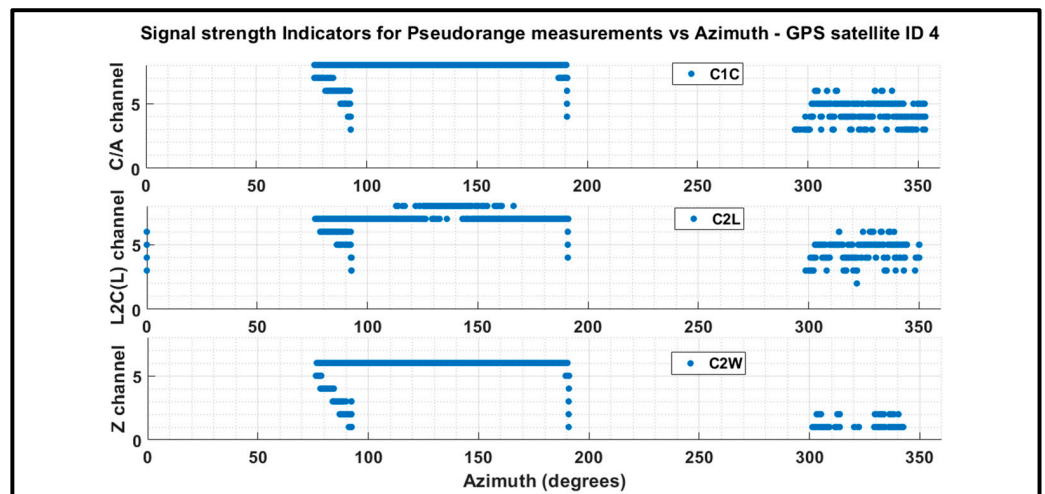 Signal strength Indicators for Pseudorange measurements vs Azimuth - GPS satellite ID 4
C/A channel
5
0
C1C
0 50 100 150 200 250 300 350
L2C(L) channel
5
0
C2L
0 50 100 150 200 250 300 350
Z channel
5
0
C2W
0 50 100 150 200 250 300 350
Azimuth (degrees)